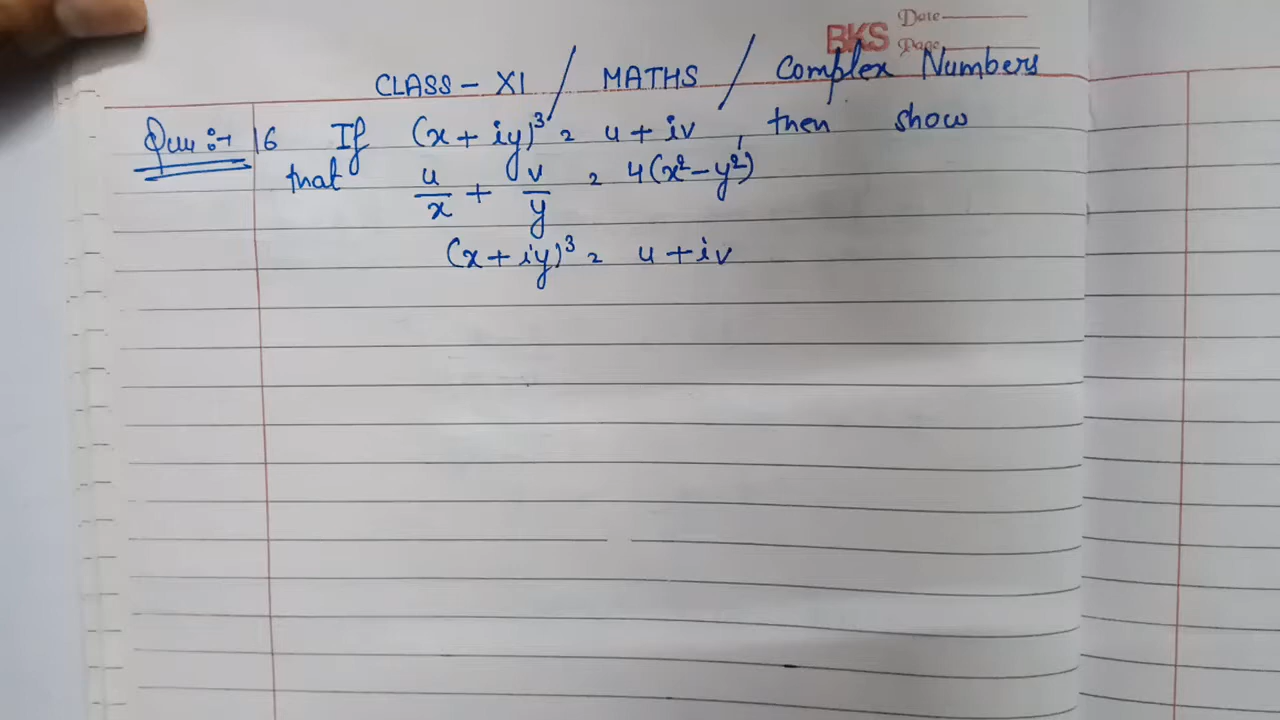 BKS Date
Page
CLASS - XI / MATHS / Complex Numbers
Que:→ 16 If (x + iy)³ = u + iv, then show
that u/x + v/y = 4(x² - y²)
(x + iy)³ = u + iv